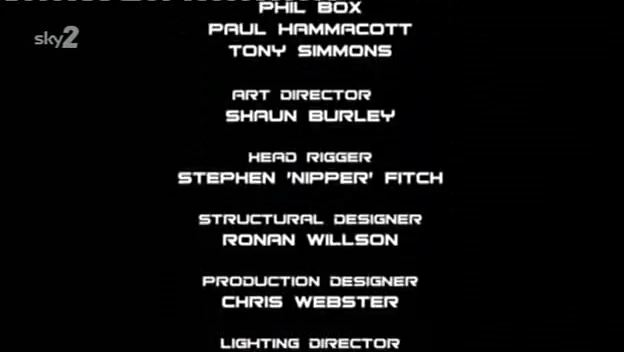 PHIL BOX
PAUL HAMMACOTT
TONY SIMMONS
sky2
ART DIRECTOR
SHAUN BURLEY
HEAD RIGGER
STEPHEN 'NIPPER' FITCH
STRUCTURAL DESIGNER
RONAN WILLSON
PRODUCTION DESIGNER
CHRIS WEBSTER
LIGHTING DIRECTOR